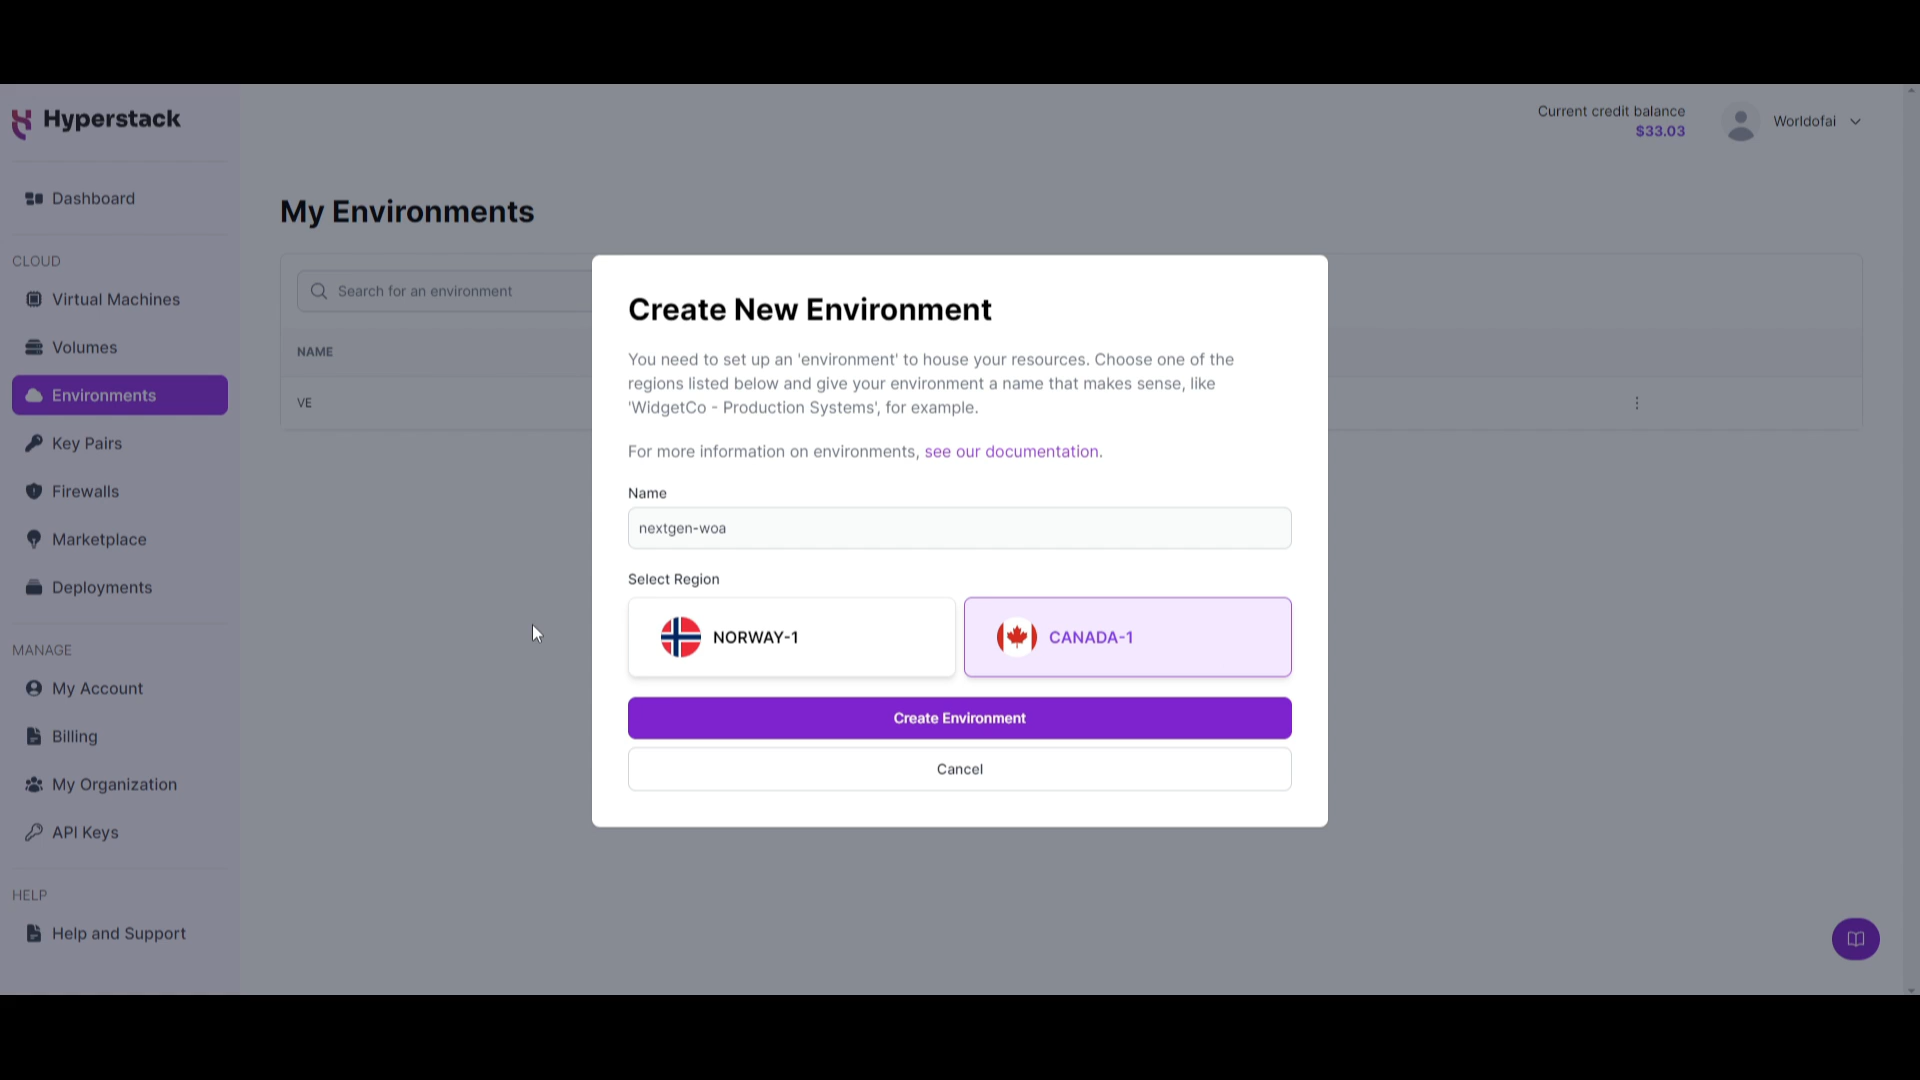 Hyperstack
Current credit balance
$33.03
Worldofai
Dashboard
CLOUD
Virtual Machines
Volumes
Environments
Key Pairs
Firewalls
Marketplace
Deployments
MANAGE
My Account
Billing
My Organization
API Keys
HELP
Help and Support
My Environments
Search for an environment
NAME
VE
Create New Environment
You need to set up an 'environment' to house your resources. Choose one of the
regions listed below and give your environment a name that makes sense, like
'WidgetCo - Production Systems', for example.
For more information on environments, see our documentation.
Name
nextgen-woa
Select Region
NORWAY-1
CANADA-1
Create Environment
Cancel